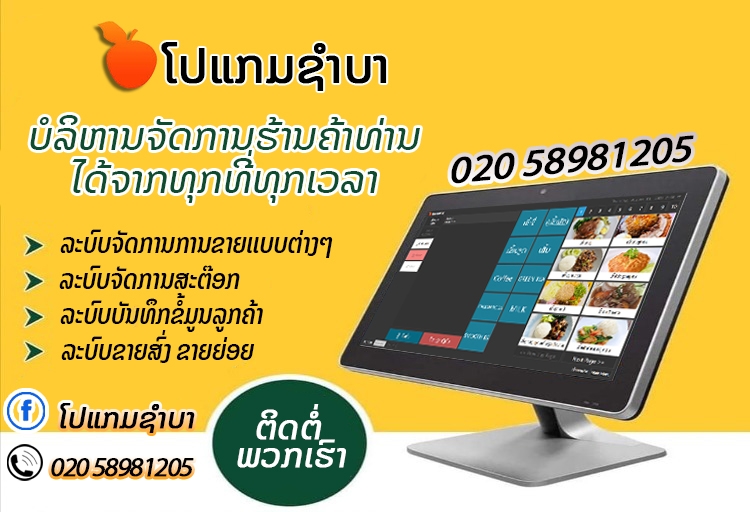 ໂປແກມຊຳບາ
ບໍລິຫານຈັດການຮ້ານຄ້າທ່ານ
ໄດ້ຈາກທຸກທີ່ທຸກເວລາ
020 58981205
ລະບົບຈັດການການຂາຍແບບຕ່າງໆ
ລະບົບຈັດການສະຕ໊ອກ
ລະບົບບັນທຶກຂໍ້ມູນລູກຄ້າ
ລະບົບຂາຍສົ່ງ ຂາຍຍ່ອຍ
ໂປແກມຊຳບາ
020 58981205
ຕິດຕໍ່
ພວກເຮົາ
Coffee
MILK